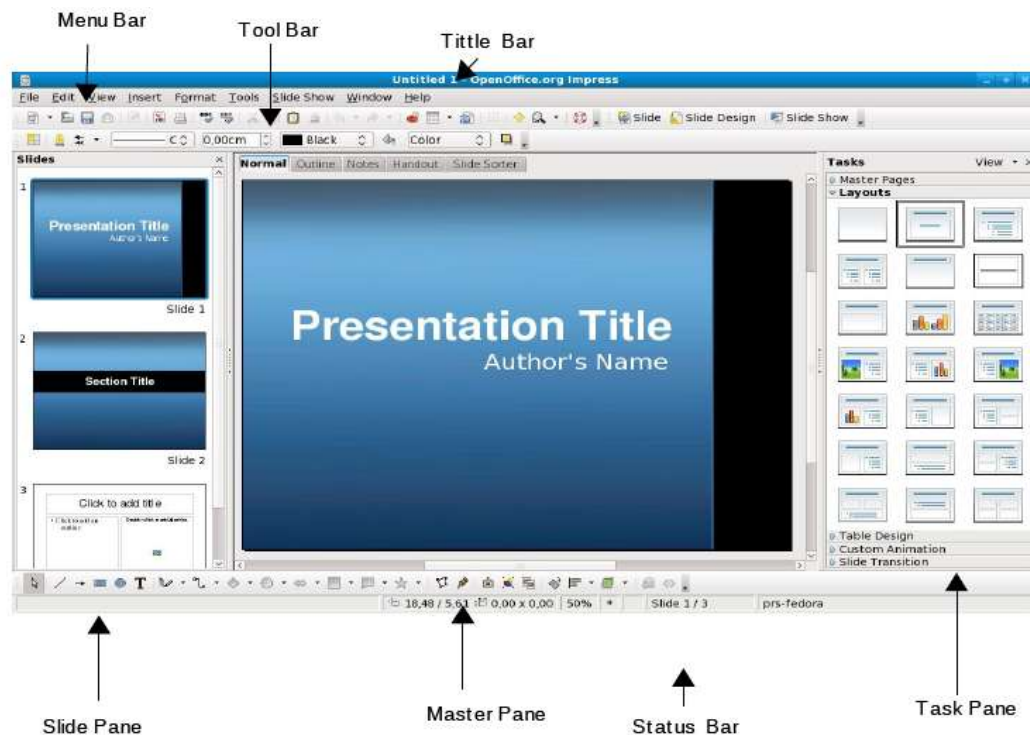 Menu Bar
Tool Bar
Tittle Bar
Untitled 1 - OpenOffice.org Impress
File Edit View Insert Format Tools Slide Show Window Help
Slide Slide Design Slide Show
0,00cm Black Color
Slides
Normal Outline Notes Handout Slide Sorter
Tasks View
Master Pages
Layouts
1
Presentation Title
Author's Name
Slide 1
2
Section Title
Slide 2
3
Click to add title
Presentation Title
Author's Name
Table Design
Custom Animation
Slide Transition
T
18,48 / 5,61 0,00 x 0,00 50% * Slide 1 / 3 prs-fedora
Slide Pane
Master Pane
Status Bar
Task Pane